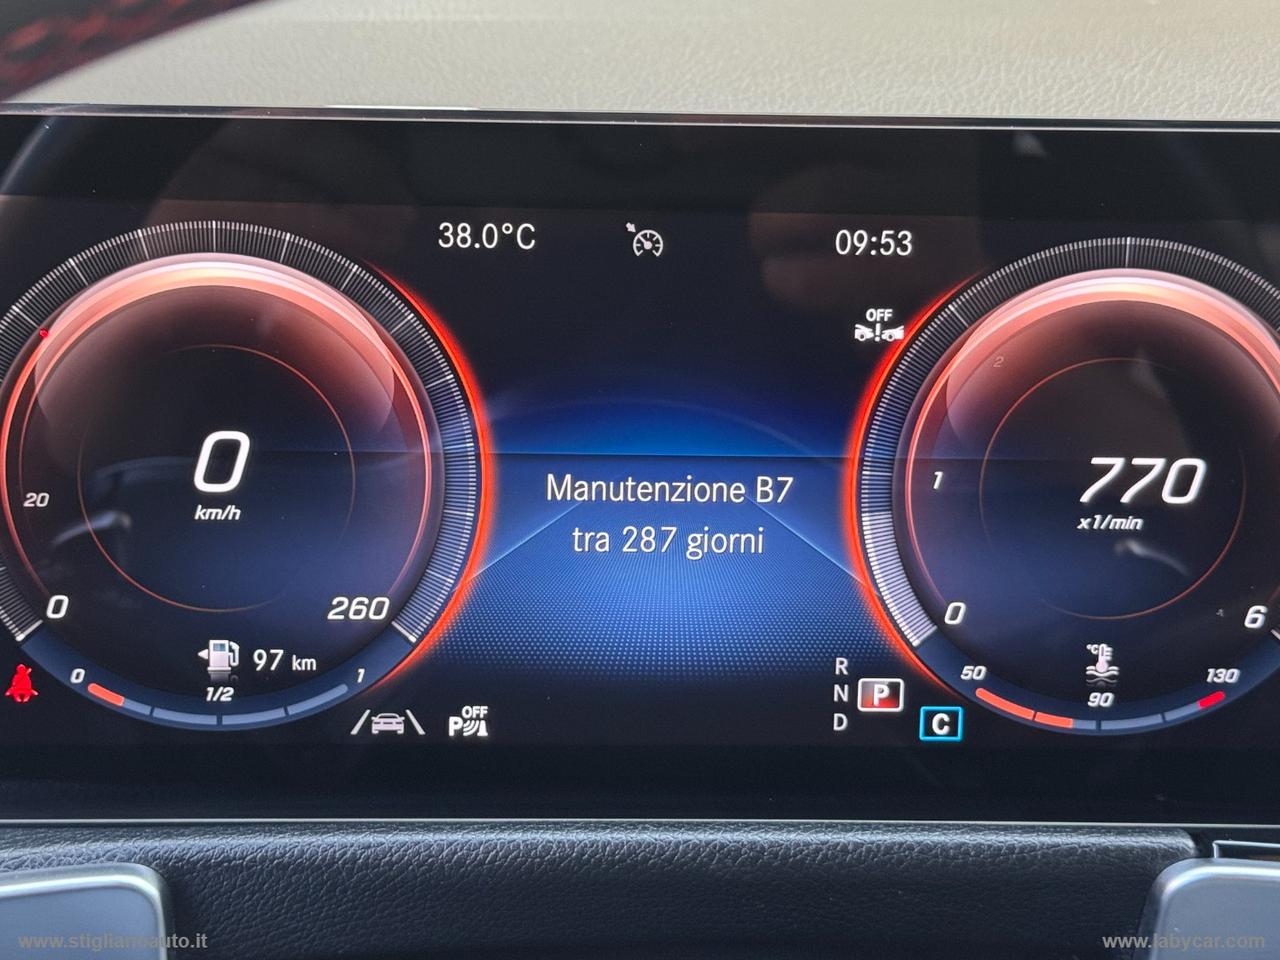 38.0°C
09:53
OFF
2
0
km/h
20
0
260
Manutenzione B7
tra 287 giorni
1
770
x1/min
0
6
97 km
0
1/2
1
R
N
P
D
C
OFF
P
°C
50
90
130
www.stiglianoauto.it
www.labycar.com